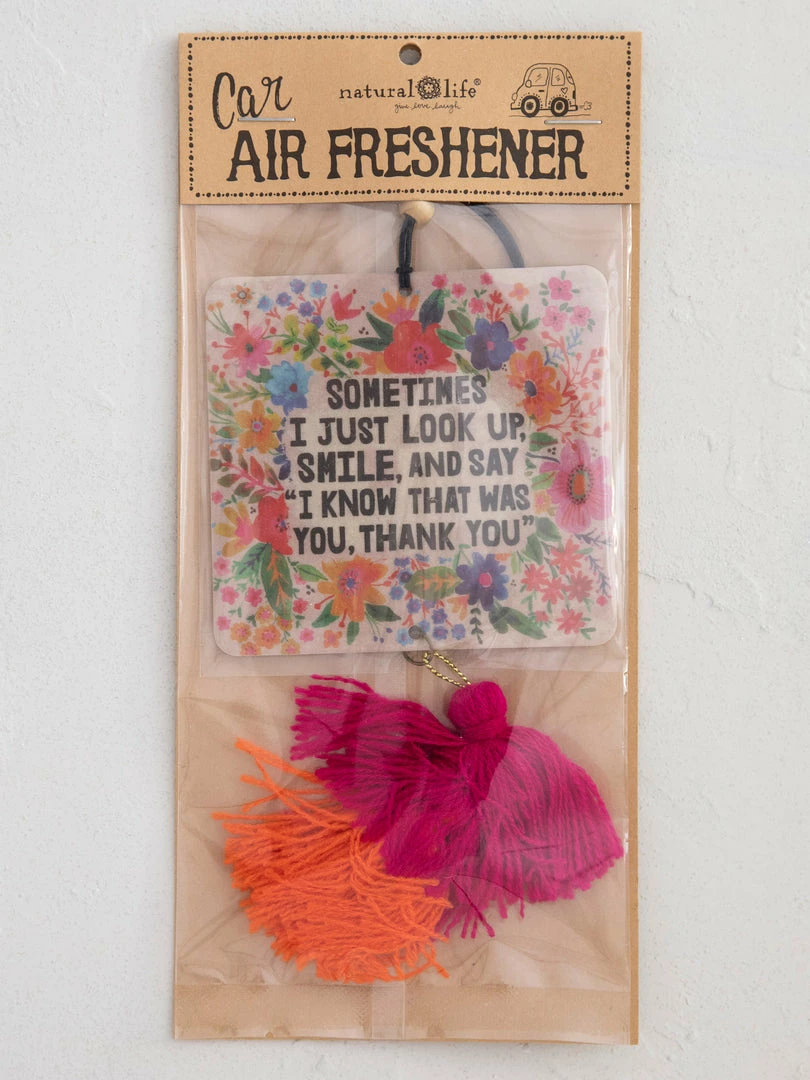 Car
natural life®
give love laugh
AIR FRESHENER
SOMETIMES
I JUST LOOK UP,
SMILE, AND SAY
“I KNOW THAT WAS
YOU, THANK YOU”